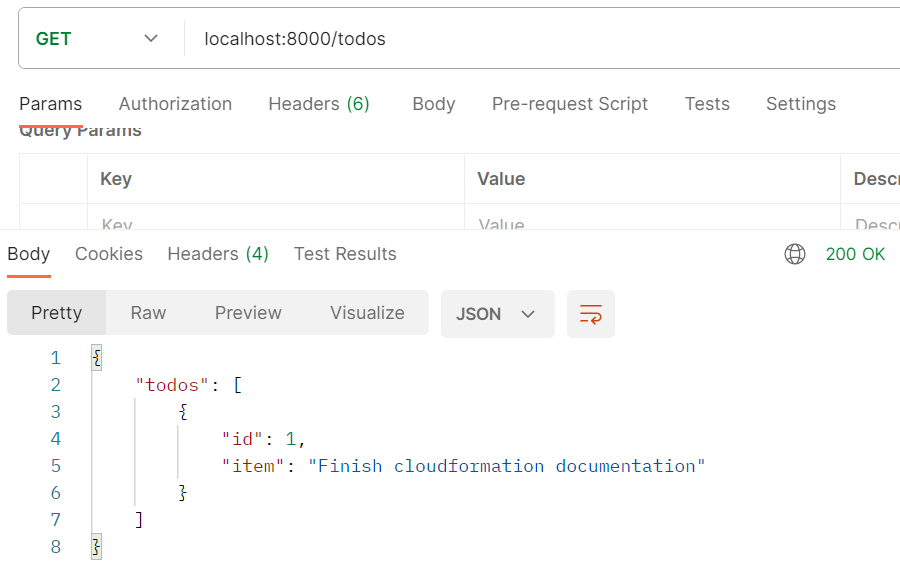 GET localhost:8000/todos
Params Authorization Headers (6) Body Pre-request Script Tests Settings
Query Params
Key Value Descr
Key Value Descr
Body Cookies Headers (4) Test Results 200 OK
Pretty Raw Preview Visualize JSON
1 {
2 "todos": [
3 {
4 "id": 1,
5 "item": "Finish cloudformation documentation"
6 }
7 ]
8 }